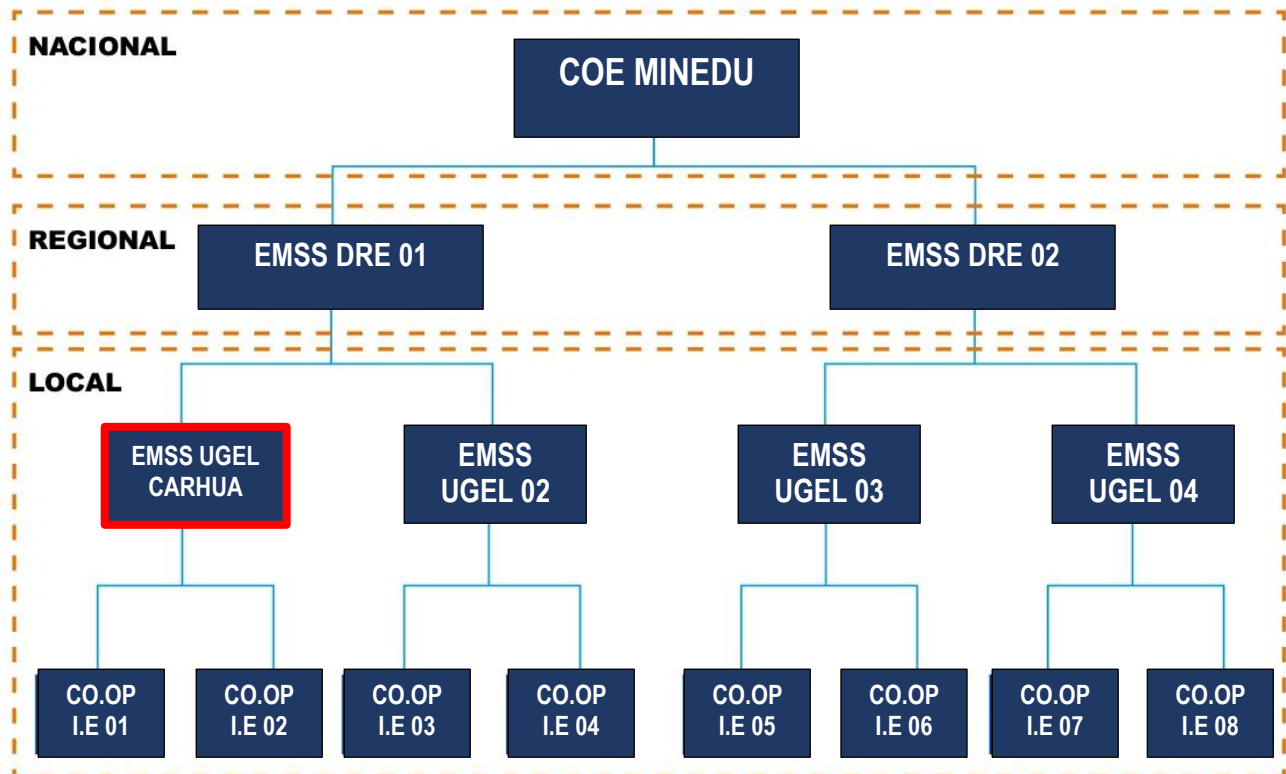 NACIONAL
COE MINEDU
REGIONAL
EMSS DRE 01
EMSS DRE 02
LOCAL
EMSS UGEL
CARHUA
EMSS
UGEL 02
EMSS
UGEL 03
EMSS
UGEL 04
CO.OP
I.E 01
CO.OP
I.E 02
CO.OP
I.E 03
CO.OP
I.E 04
CO.OP
I.E 05
CO.OP
I.E 06
CO.OP
I.E 07
CO.OP
I.E 08